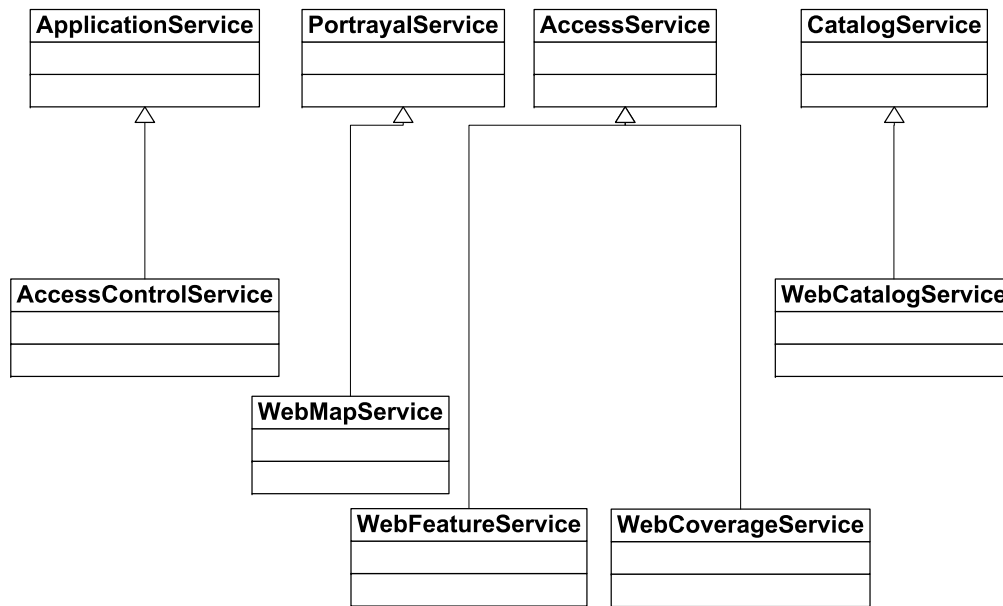 ApplicationService
PortrayalService
AccessService
CatalogService
AccessControlService
WebCatalogService
WebMapService
WebFeatureService
WebCoverageService